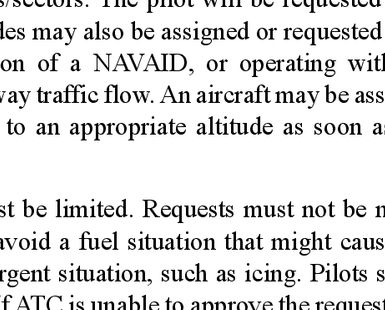 s/sectors. The pilot will be requested
des may also be assigned or requested
on of a NAVAID, or operating wit
way traffic flow. An aircraft may be ass
to an appropriate altitude as soon as
st be limited. Requests must not be n
avoid a fuel situation that might caus
rgent situation, such as icing. Pilots s
f ATC is unable to approve the request